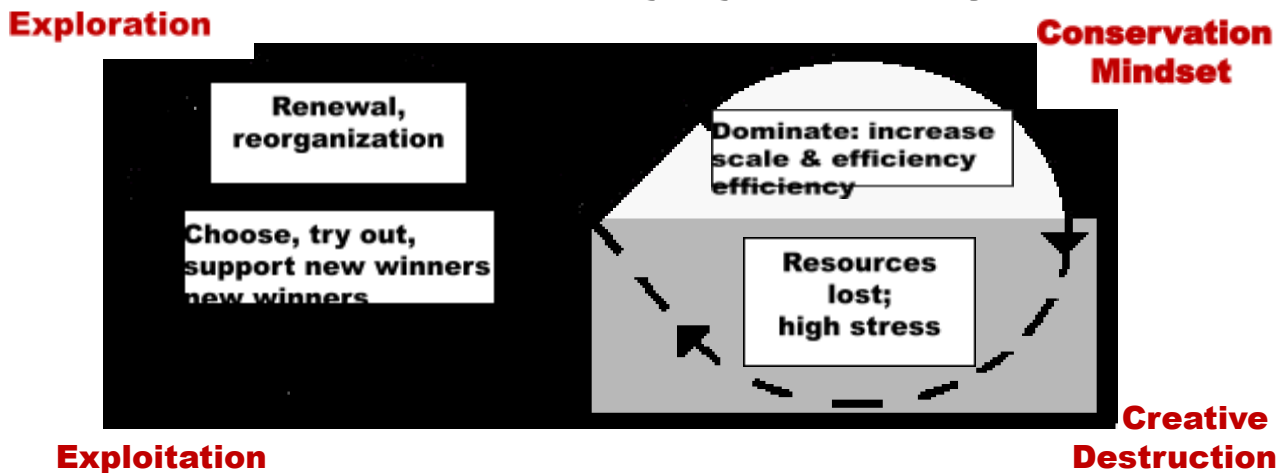 Exploration
Conservation
Mindset
Renewal,
reorganization
Dominate: increase
scale & efficiency
efficiency
Choose, try out,
support new winners
new winners
Resources
lost;
high stress
Creative
Destruction
Exploitation